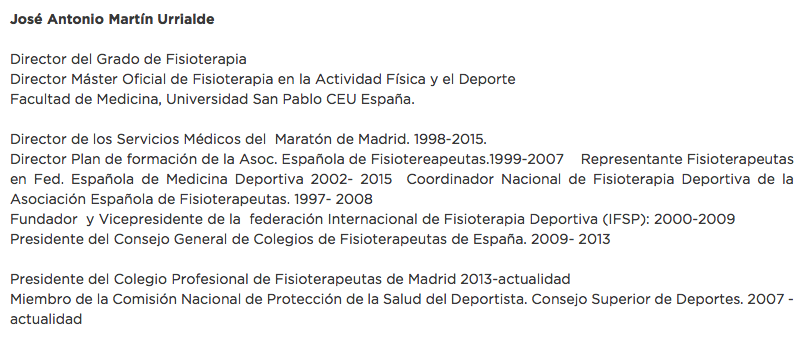 José Antonio Martín Urrialde
Director del Grado de Fisioterapia
Director Máster Oficial de Fisioterapia en la Actividad Física y el Deporte
Facultad de Medicina, Universidad San Pablo CEU España.
Director de los Servicios Médicos del  Maratón de Madrid. 1998-2015.
Director Plan de formación de la Asoc. Española de Fisiotereapeutas.1999-2007    Representante Fisioterapeutas
en Fed. Española de Medicina Deportiva 2002- 2015  Coordinador Nacional de Fisioterapia Deportiva de la
Asociación Española de Fisioterapeutas. 1997- 2008
Fundador  y Vicepresidente de la  federación Internacional de Fisioterapia Deportiva (IFSP): 2000-2009
Presidente del Consejo General de Colegios de Fisioterapeutas de España. 2009- 2013
Presidente del Colegio Profesional de Fisioterapeutas de Madrid 2013-actualidad
Miembro de la Comisión Nacional de Protección de la Salud del Deportista. Consejo Superior de Deportes. 2007 -
actualidad